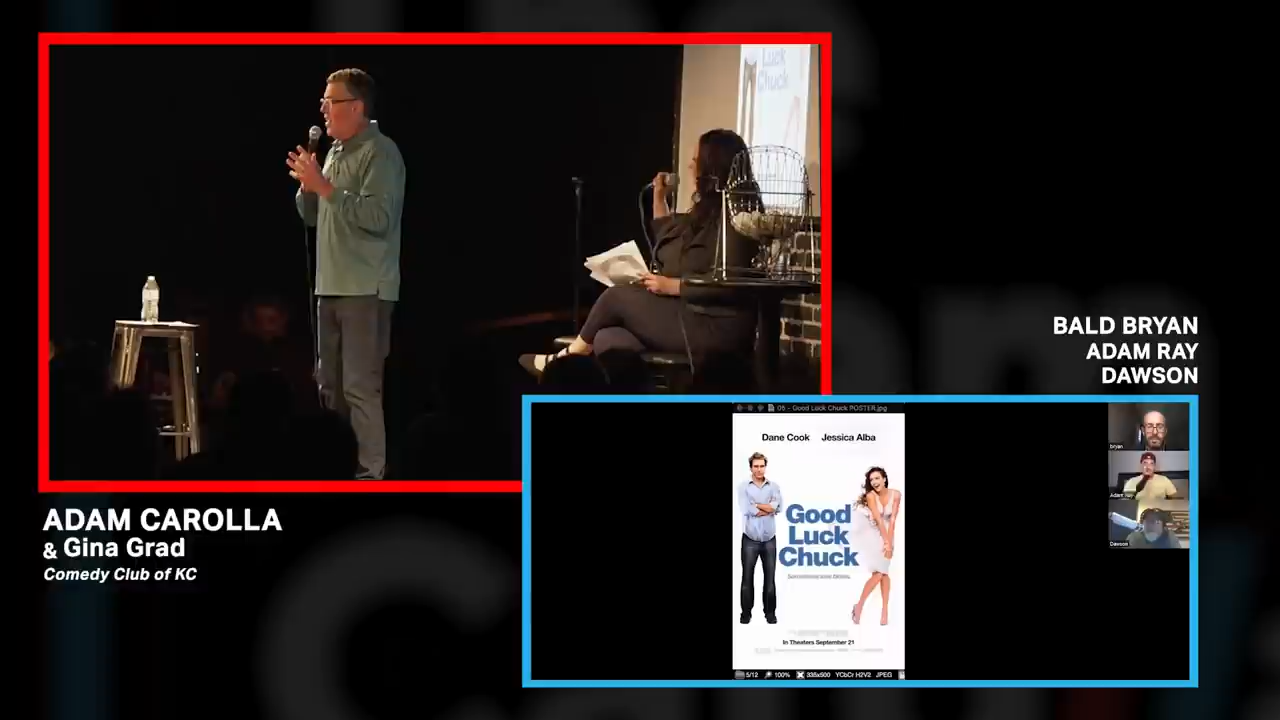 Luck
Chuck
BALD BRYAN
ADAM RAY
DAWSON
05 - Good Luck Chuck POSTER.jpg
Dane Cook Jessica Alba
Good
Luck
Chuck
In Theaters September 21
5/12 100% 335x500 YCbCr H2V2 JPEG
bryan
Adam Ray
Dawson
ADAM CAROLLA
& Gina Grad
Comedy Club of KC